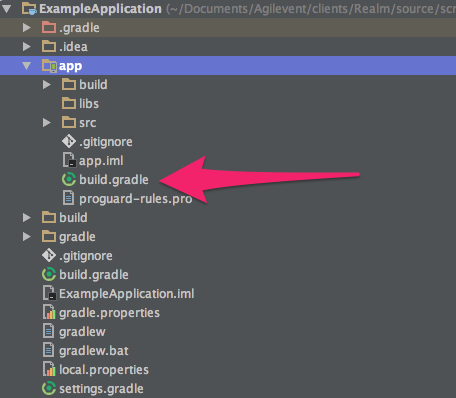 ExampleApplication (~/Documents/Agilevent/clients/Realm/source/scr
.gradle
.idea
app
build
libs
src
.gitignore
app.iml
build.gradle
proguard-rules.pro
build
gradle
.gitignore
build.gradle
ExampleApplication.iml
gradle.properties
gradlew
gradlew.bat
local.properties
settings.gradle